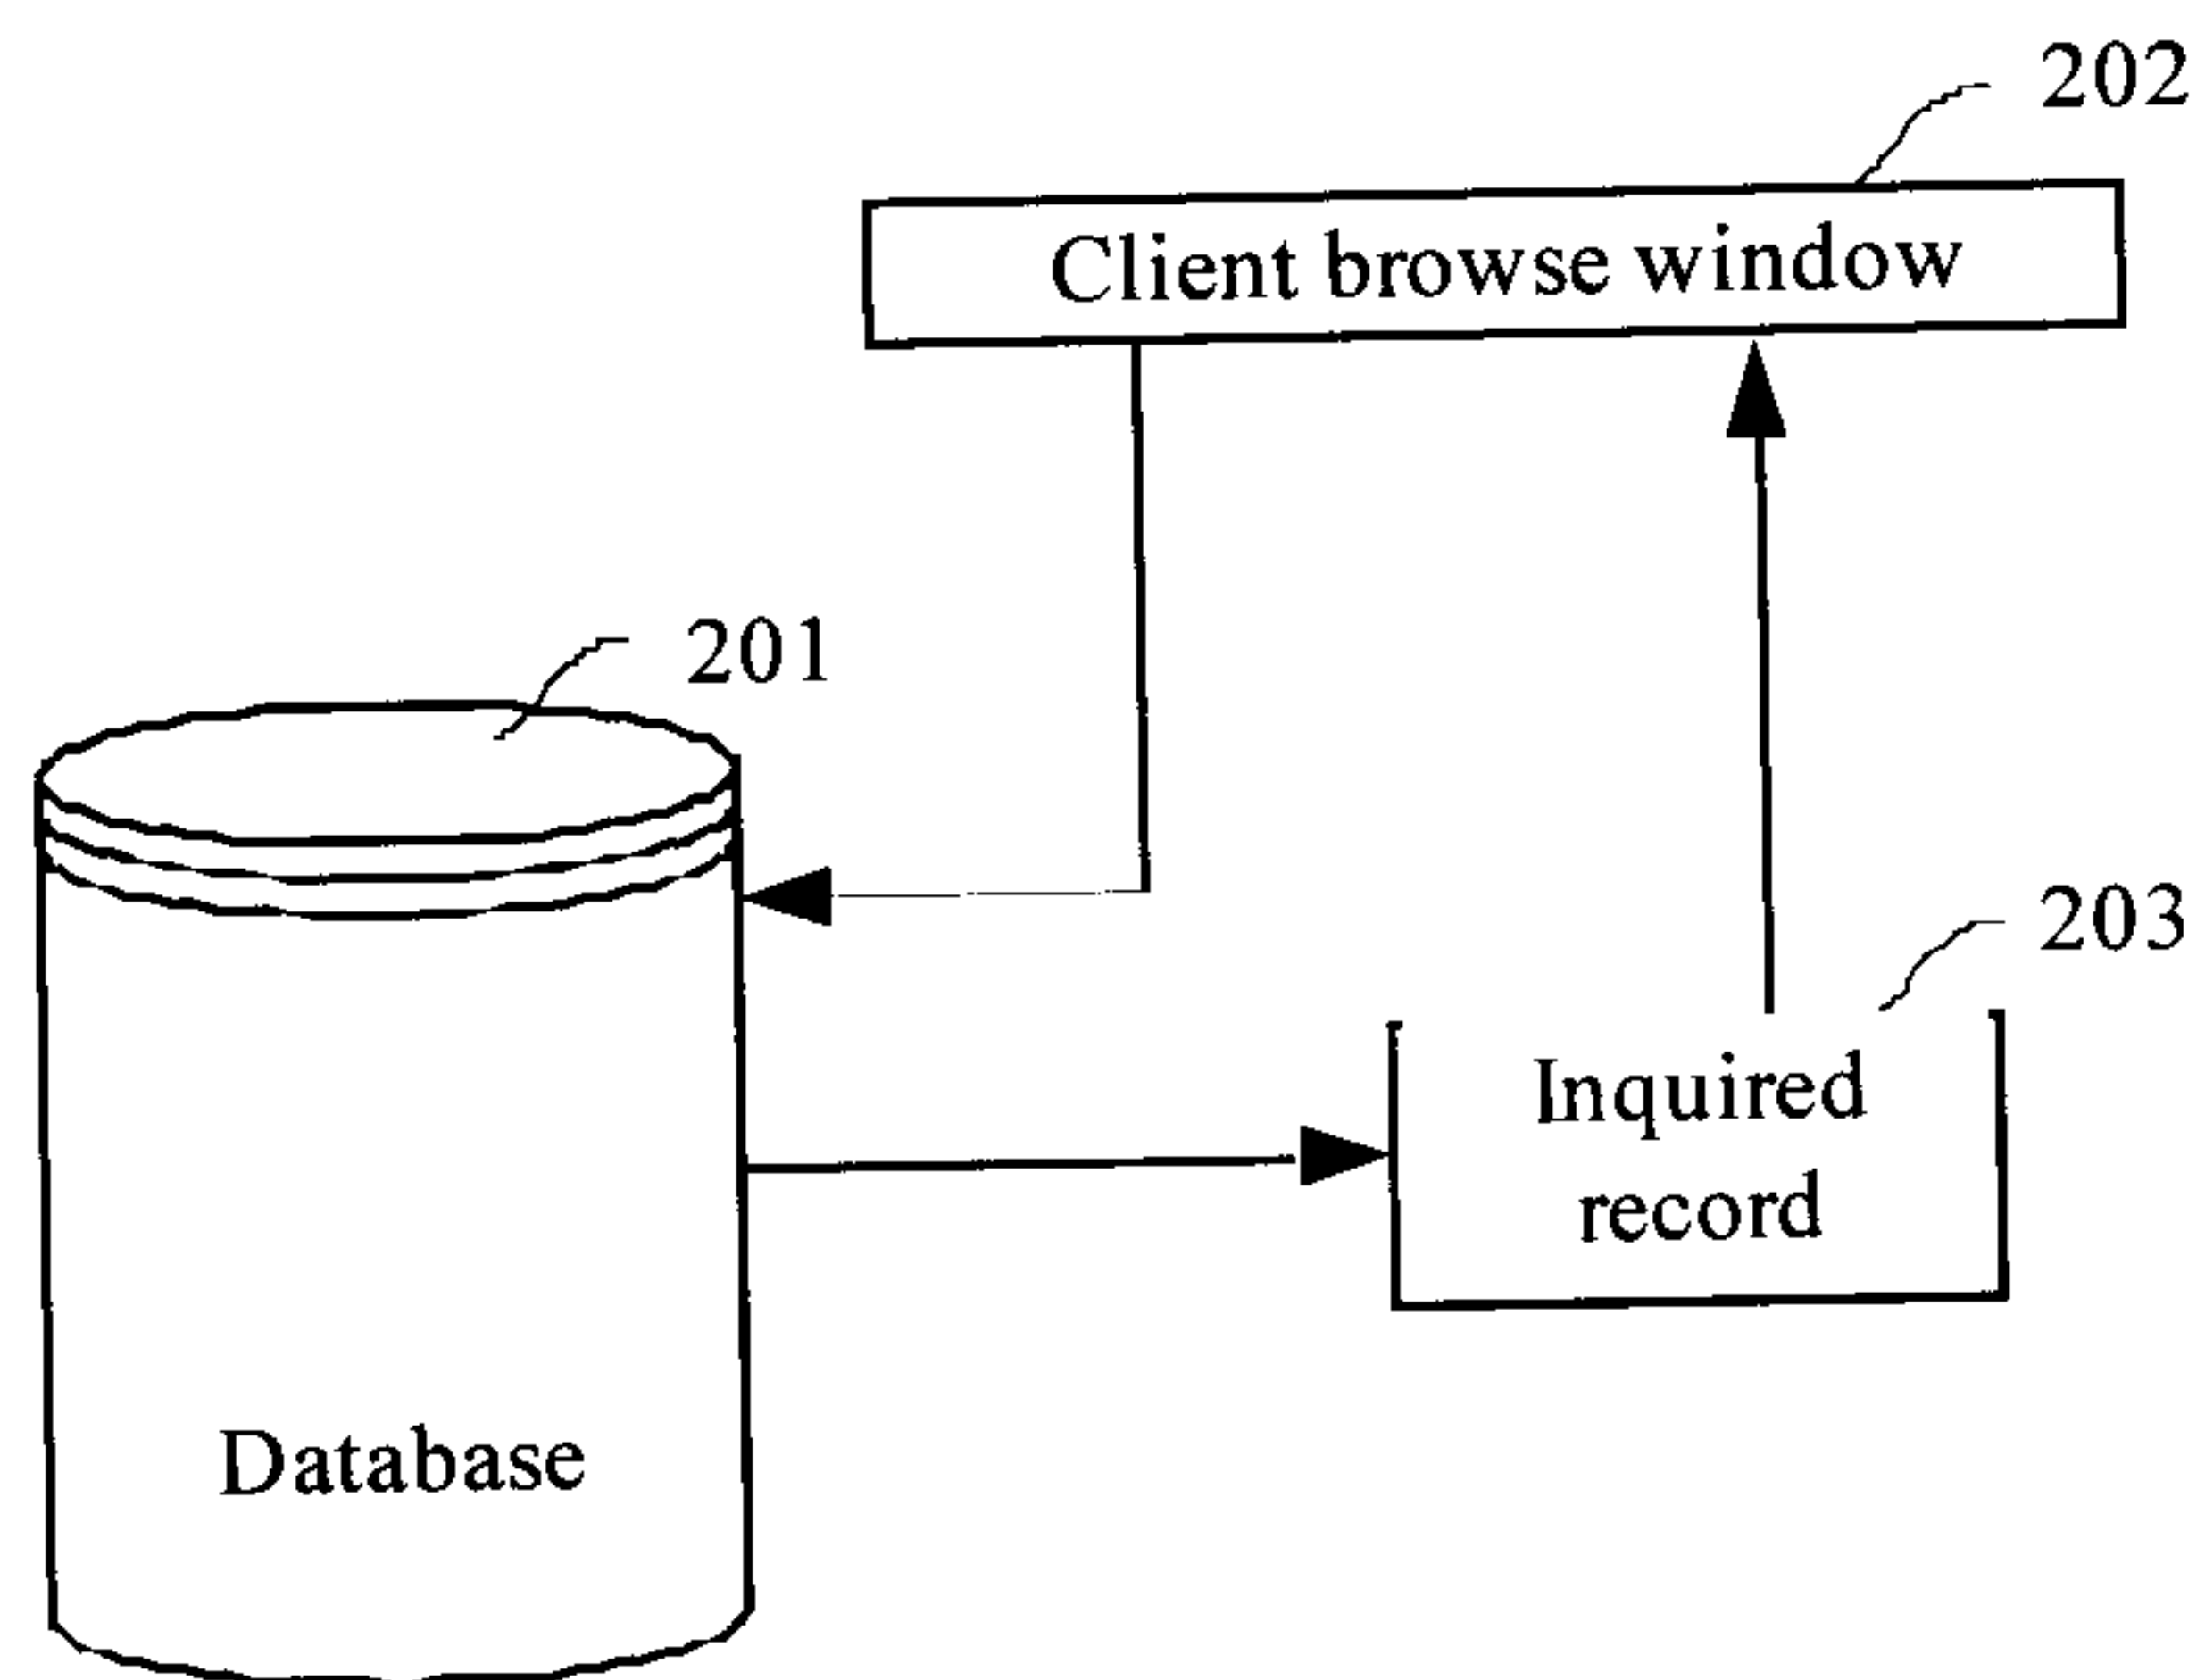 202
Client browse window
201
203
Inquired
record
Database